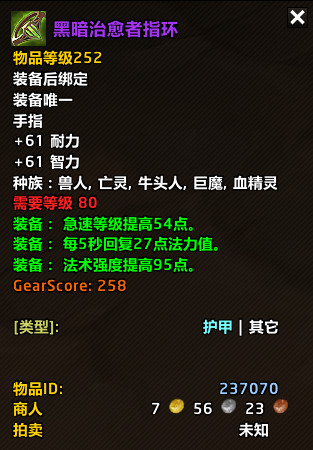 黑暗治愈者指环
物品等级252
装备后绑定
装备唯一
手指
+61 耐力
+61 智力
种族 : 兽人, 亡灵, 牛头人, 巨魔, 血精灵
需要等级 80
装备 : 急速等级提高54点。
装备 : 每5秒回复27点法力值。
装备 : 法术强度提高95点。
GearScore: 258
[类型]: 护甲 | 其它
物品ID: 237070
商人 7 56 23
拍卖 未知